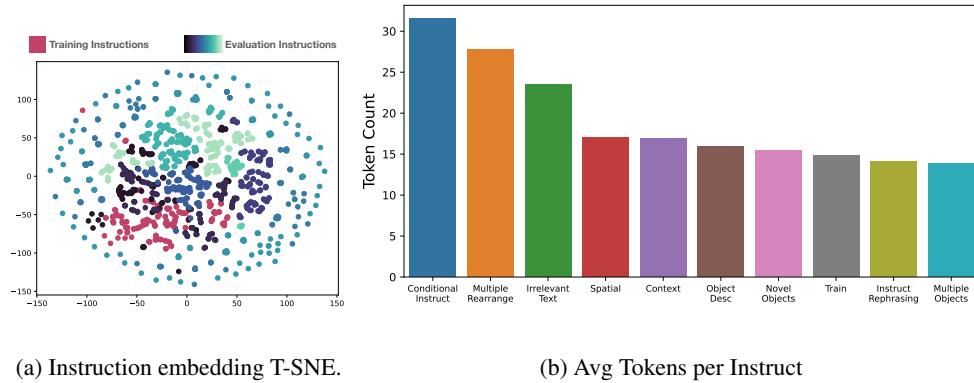 Training Instructions
Evaluation Instructions
100
50
0
−50
−100
−150
−150
−100
−50
0
50
100
150
Token Count
30
25
20
15
10
5
0
Conditional
Instruct
Multiple
Rearrange
Irrelevant
Text
Spatial
Context
Object
Desc
Novel
Objects
Train
Instruct
Rephrasing
Multiple
Objects
(a) Instruction embedding T-SNE.
(b) Avg Tokens per Instruct